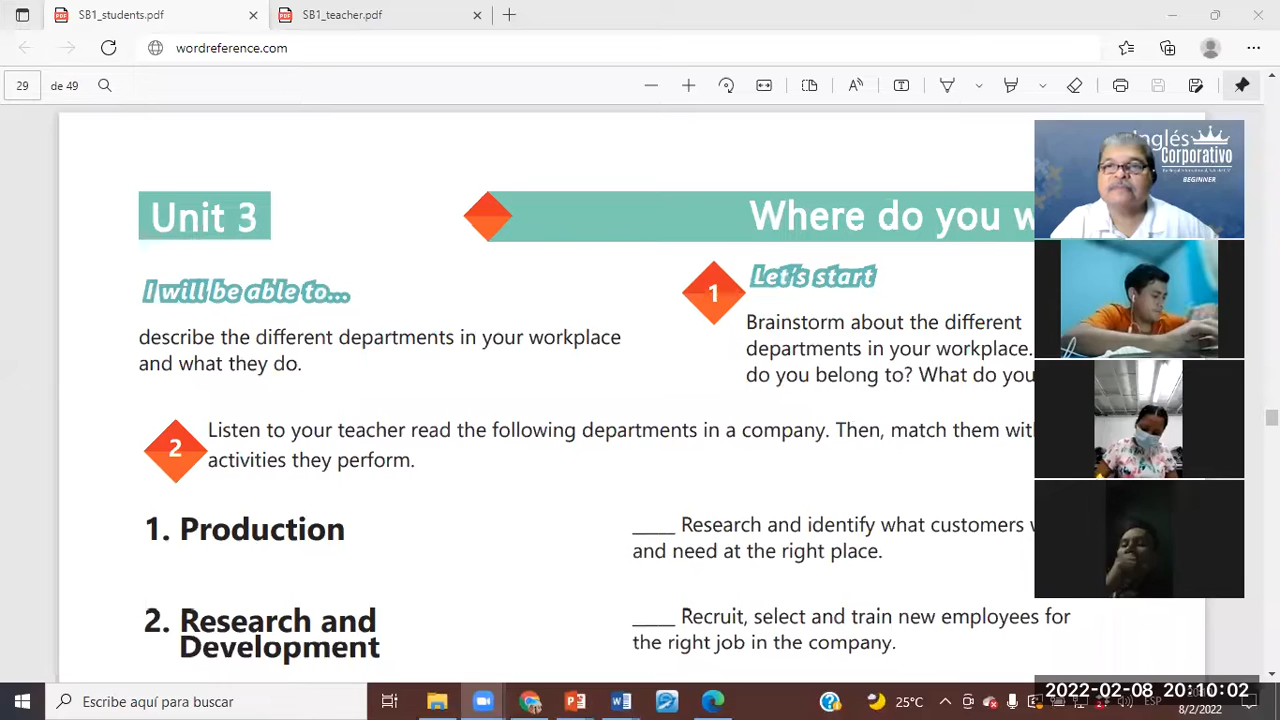 SB1_students.pdf
SB1_teacher.pdf
wordreference.com
29 de 49
Inglés
Corporativo
BEGINNER
Unit 3
Where do you w
I will be able to...
describe the different departments in your workplace
and what they do.
1
Let's start
Brainstorm about the different
departments in your workplace.
do you belong to? What do you
2
Listen to your teacher read the following departments in a company. Then, match them wit
activities they perform.
1. Production
____ Research and identify what customers w
and need at the right place.
2. Research and
Development
____ Recruit, select and train new employees for
the right job in the company.
Escribe aquí para buscar
25°C
ESP
2022-02-08 20:10:02
8/2/2022